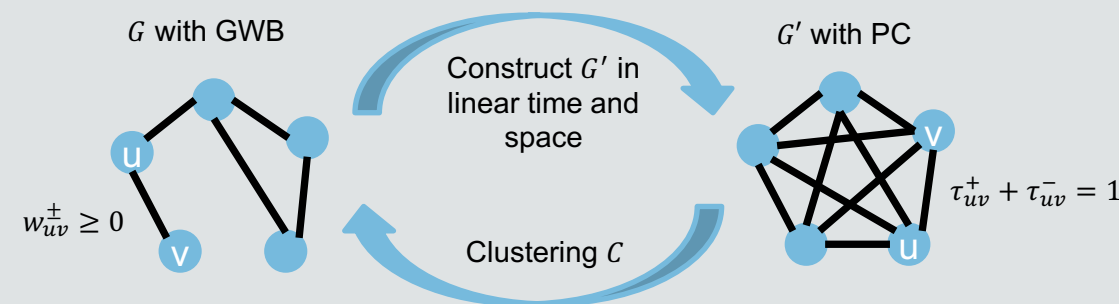 G with GWB
G′ with PC
Construct G′ in
linear time and
space
u
v
w⁺₋uv ≥ 0
v
u
τ⁺uv + τ⁻uv = 1
Clustering C